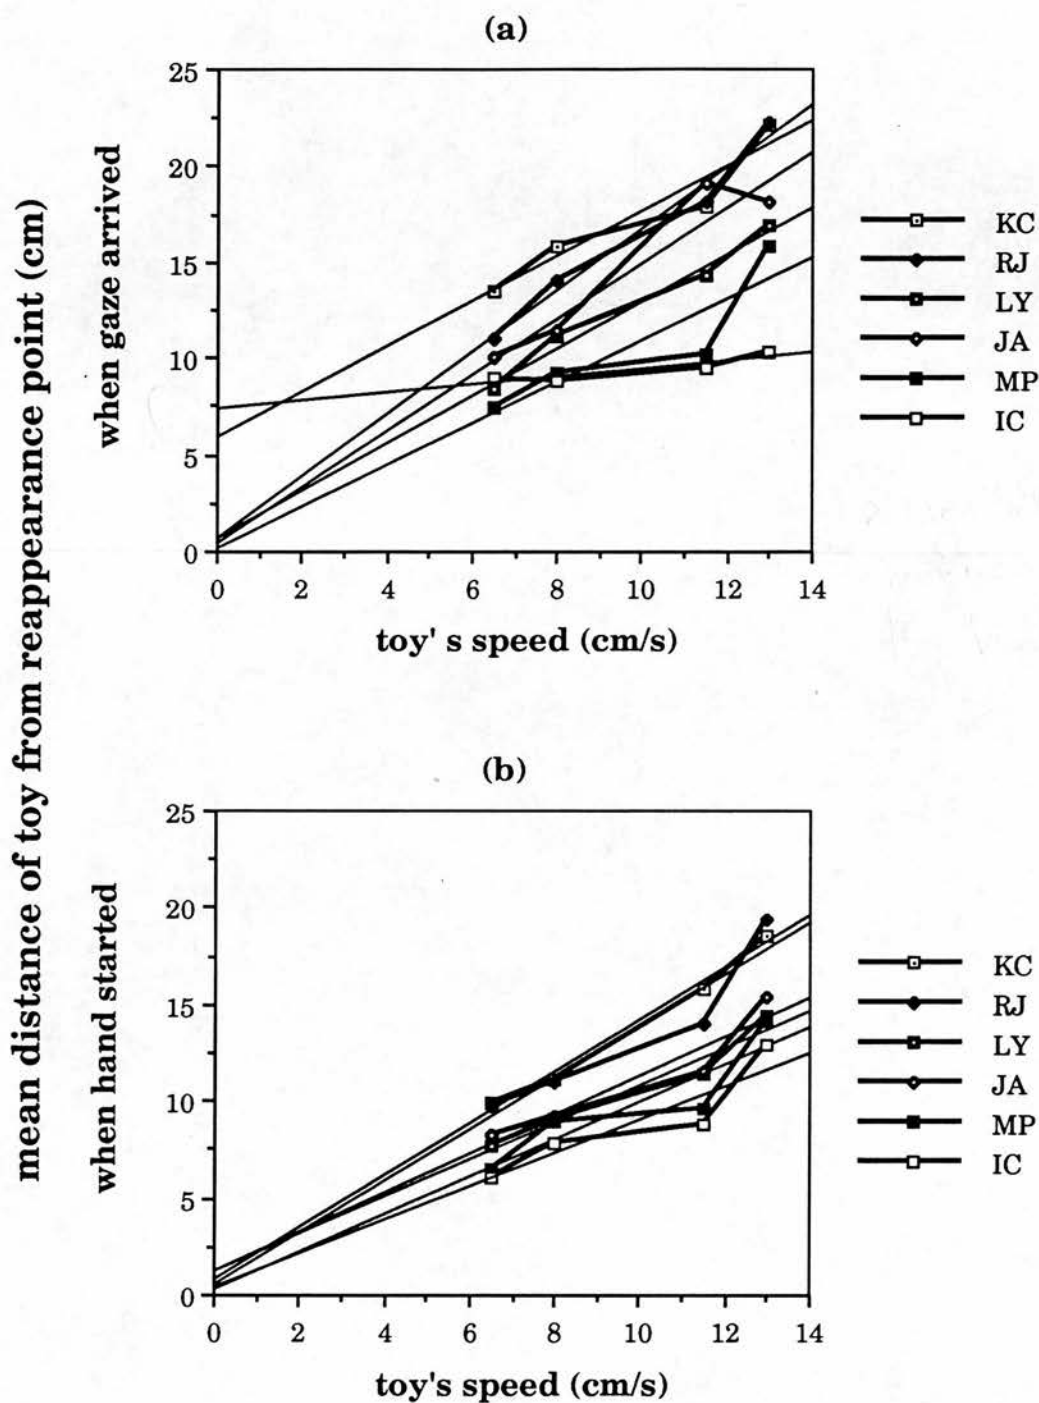 (a)
mean distance of toy from reappearance point (cm)
when gaze arrived
25
20
15
10
5
0
0 2 4 6 8 10 12 14
toy' s speed (cm/s)
KC
RJ
LY
JA
MP
IC
(b)
when hand started
25
20
15
10
5
0
0 2 4 6 8 10 12 14
toy's speed (cm/s)
KC
RJ
LY
JA
MP
IC